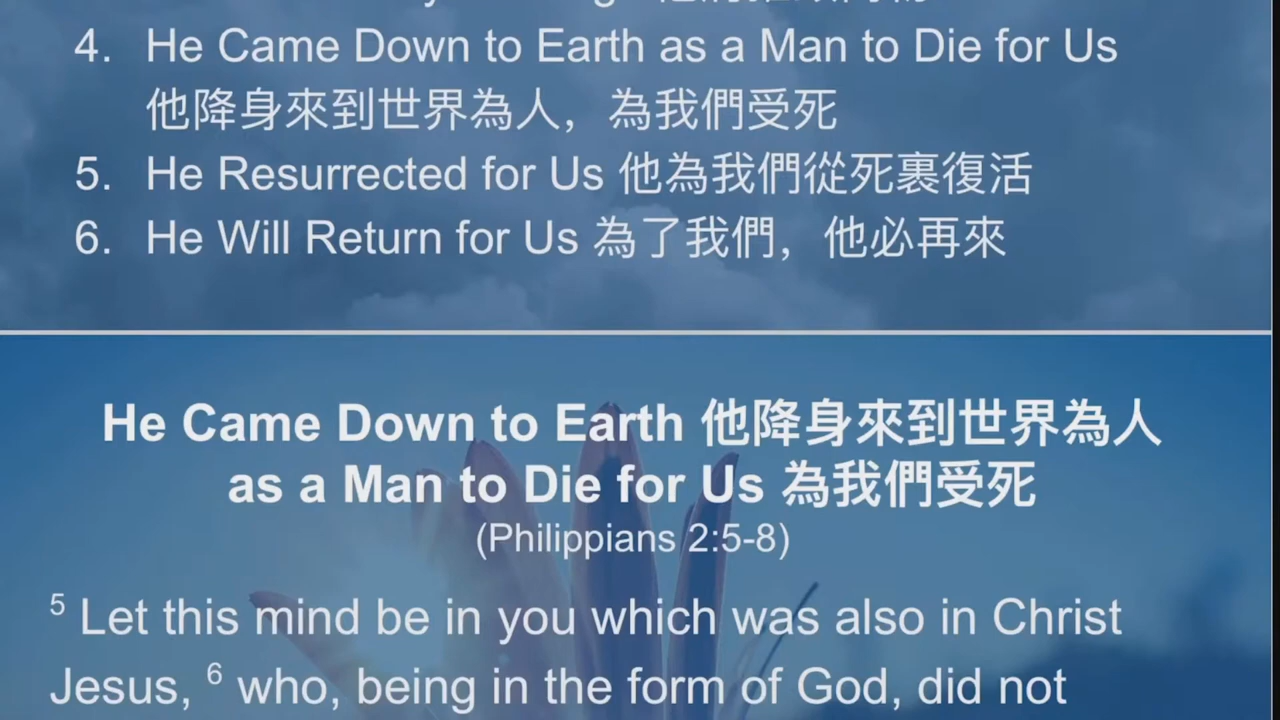 4. He Came Down to Earth as a Man to Die for Us
他降身來到世界為人，為我們受死
5. He Resurrected for Us 他為我們從死裏復活
6. He Will Return for Us 為了我們，他必再來
He Came Down to Earth 他降身來到世界為人
as a Man to Die for Us 為我們受死
(Philippians 2:5-8)
5 Let this mind be in you which was also in Christ
Jesus, 6 who, being in the form of God, did not